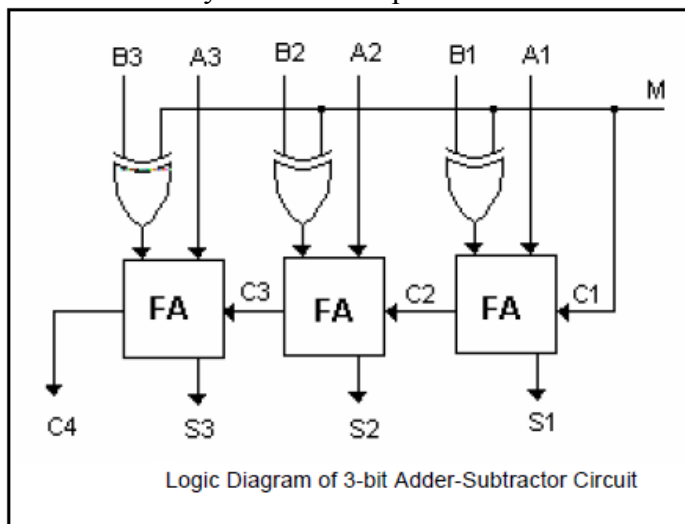 B3 A3 B2 A2 B1 A1
M
FA C3 FA C2 FA C1
C4 S3 S2 S1
Logic Diagram of 3-bit Adder-Subtractor Circuit